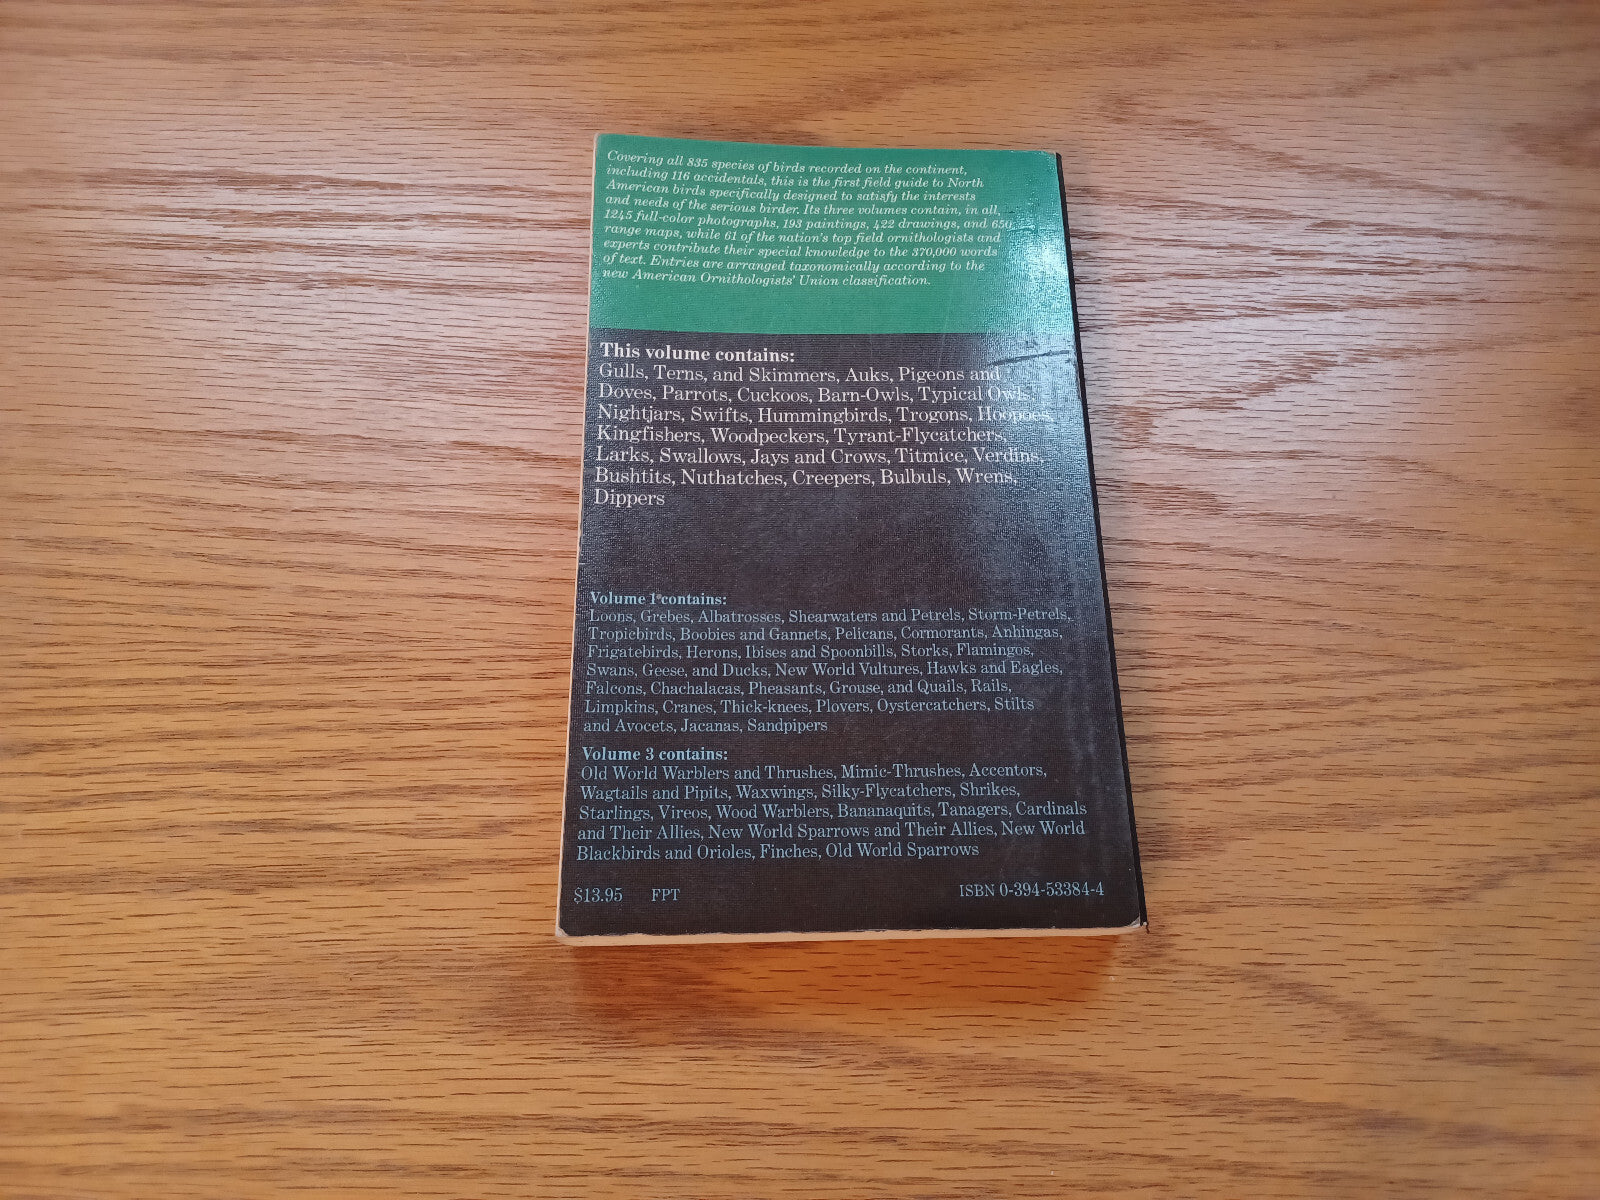 Covering all 835 species of birds recorded on the continent,
including 116 accidentals, this is the first field guide to North
American birds specifically designed to satisfy the interests
and needs of the serious birder. Its three volumes contain, in all,
1245 full-color photographs, 193 paintings, 422 drawings, and 650
range maps, while 61 of the nation's top field ornithologists and
experts contribute their special knowledge to the 370,000 words
of text. Entries are arranged taxonomically according to the
new American Ornithologists' Union classification.
This volume contains:
Gulls, Terns, and Skimmers, Auks, Pigeons and
Doves, Parrots, Cuckoos, Barn-Owls, Typical Owls,
Nightjars, Swifts, Hummingbirds, Trogons, Hoopoes,
Kingfishers, Woodpeckers, Tyrant-Flycatchers,
Larks, Swallows, Jays and Crows, Titmice, Verdins,
Bushtits, Nuthatches, Creepers, Bulbuls, Wrens,
Dippers
Volume 1 contains:
Loons, Grebes, Albatrosses, Shearwaters and Petrels, Storm-Petrels,
Tropicbirds, Boobies and Gannets, Pelicans, Cormorants, Anhingas,
Frigatebirds, Herons, Ibises and Spoonbills, Storks, Flamingos,
Swans, Geese, and Ducks, New World Vultures, Hawks and Eagles,
Falcons, Chachalacas, Pheasants, Grouse, and Quails, Rails,
Limpkins, Cranes, Thick-knees, Plovers, Oystercatchers, Stilts
and Avocets, Jacanas, Sandpipers
Volume 3 contains:
Old World Warblers and Thrushes, Mimic-Thrushes, Accentors,
Wagtails and Pipits, Waxwings, Silky-Flycatchers, Shrikes,
Starlings, Vireos, Wood Warblers, Bananaquits, Tanagers, Cardinals
and Their Allies, New World Sparrows and Their Allies, New World
Blackbirds and Orioles, Finches, Old World Sparrows
$13.95 FPT ISBN 0-394-53384-4